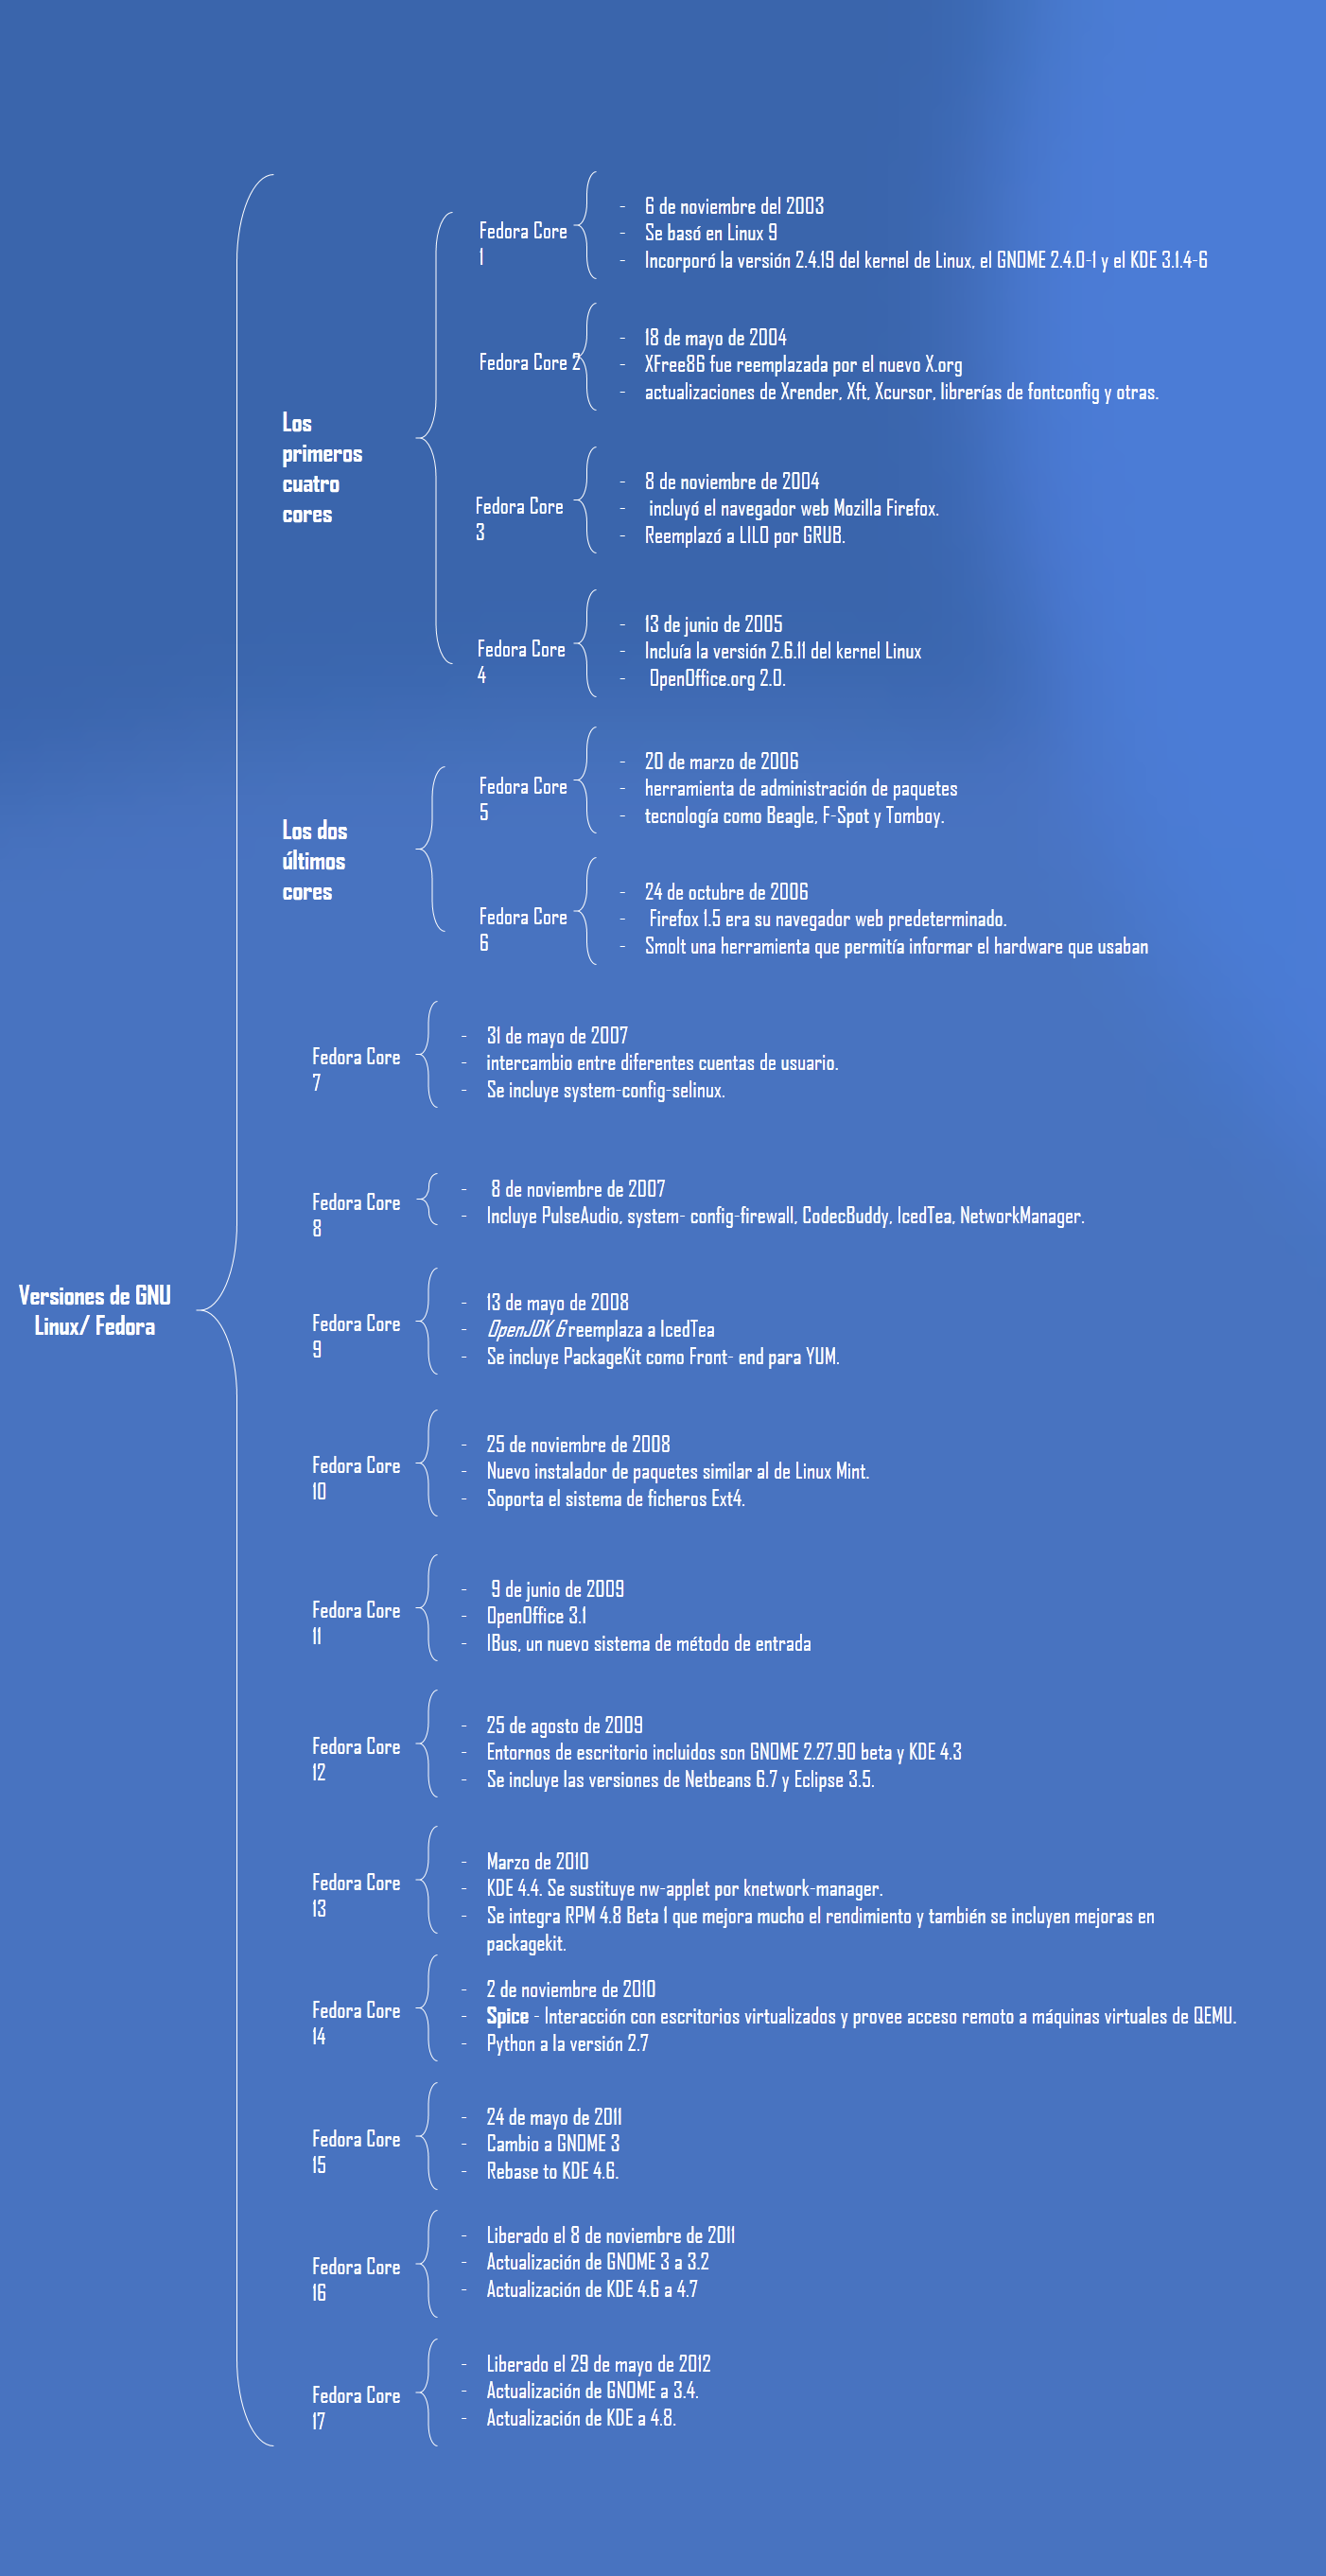 Versiones de GNU
Linux/ Fedora
Los
primeros
cuatro
cores
Fedora Core
1
- 6 de noviembre del 2003
- Se basó en Linux 9
- Incorporó la versión 2.4.19 del kernel de Linux, el GNOME 2.4.0-1 y el KDE 3.1.4-6
Fedora Core 2
- 18 de mayo de 2004
- XFree86 fue reemplazada por el nuevo X.org
- actualizaciones de Xrender, Xft, Xcursor, librerías de fontconfig y otras.
Fedora Core
3
- 8 de noviembre de 2004
- incluyó el navegador web Mozilla Firefox.
- Reemplazó a LILO por GRUB.
Fedora Core
4
- 13 de junio de 2005
- Incluía la versión 2.6.11 del kernel Linux
- OpenOffice.org 2.0.
Los dos
últimos
cores
Fedora Core
5
- 20 de marzo de 2006
- herramienta de administración de paquetes
- tecnología como Beagle, F-Spot y Tomboy.
Fedora Core
6
- 24 de octubre de 2006
- Firefox 1.5 era su navegador web predeterminado.
- Smolt una herramienta que permitía informar el hardware que usaban
Fedora Core
7
- 31 de mayo de 2007
- intercambio entre diferentes cuentas de usuario.
- Se incluye system-config-selinux.
Fedora Core
8
- 8 de noviembre de 2007
- Incluye PulseAudio, system- config-firewall, CodecBuddy, IcedTea, NetworkManager.
Fedora Core
9
- 13 de mayo de 2008
- OpenJDK 6 reemplaza a IcedTea
- Se incluye PackageKit como Front- end para YUM.
Fedora Core
10
- 25 de noviembre de 2008
- Nuevo instalador de paquetes similar al de Linux Mint.
- Soporta el sistema de ficheros Ext4.
Fedora Core
11
- 9 de junio de 2009
- OpenOffice 3.1
- IBus, un nuevo sistema de método de entrada
Fedora Core
12
- 25 de agosto de 2009
- Entornos de escritorio incluidos son GNOME 2.27.90 beta y KDE 4.3
- Se incluye las versiones de Netbeans 6.7 y Eclipse 3.5.
Fedora Core
13
- Marzo de 2010
- KDE 4.4. Se sustituye nw-applet por knetwork-manager.
- Se integra RPM 4.8 Beta 1 que mejora mucho el rendimiento y también se incluyen mejoras en
packagekit.
Fedora Core
14
- 2 de noviembre de 2010
- Spice - Interacción con escritorios virtualizados y provee acceso remoto a máquinas virtuales de QEMU.
- Python a la versión 2.7
Fedora Core
15
- 24 de mayo de 2011
- Cambio a GNOME 3
- Rebase to KDE 4.6.
Fedora Core
16
- Liberado el 8 de noviembre de 2011
- Actualización de GNOME 3 a 3.2
- Actualización de KDE 4.6 a 4.7
Fedora Core
17
- Liberado el 29 de mayo de 2012
- Actualización de GNOME a 3.4.
- Actualización de KDE a 4.8.